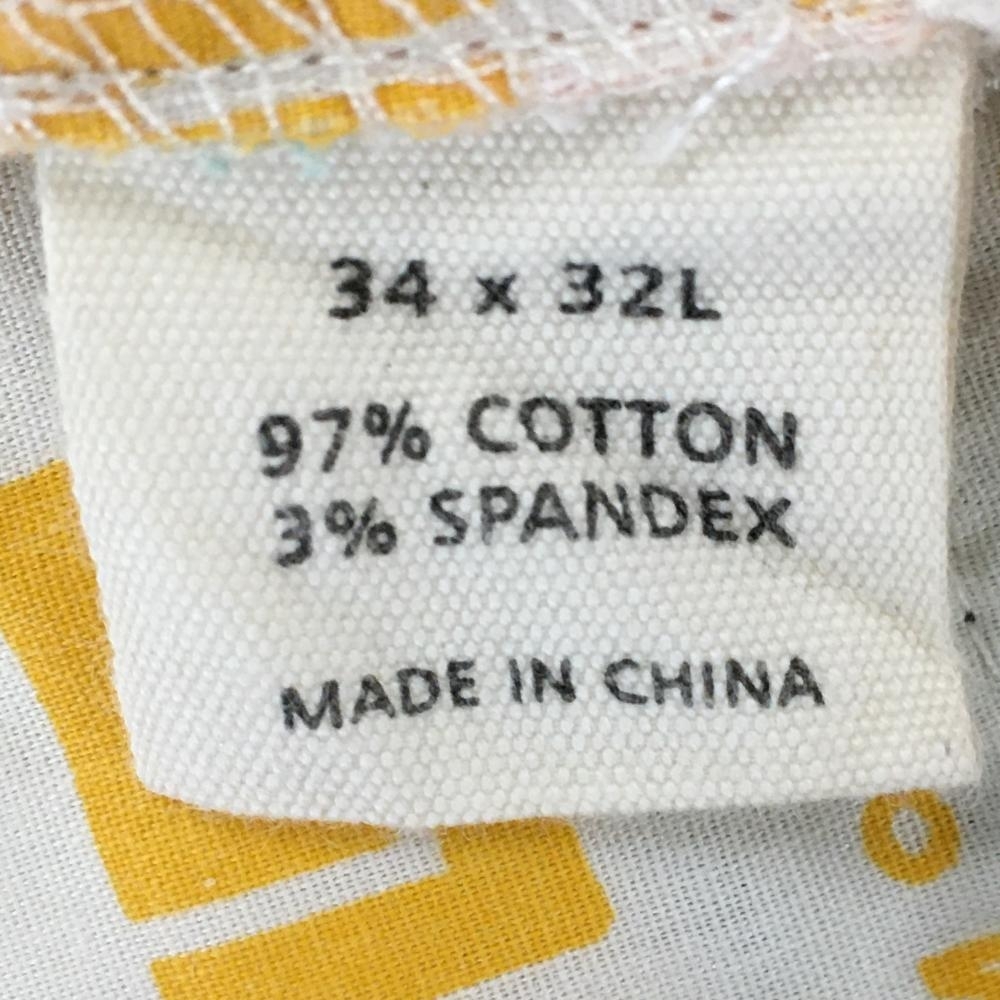 34 x 32L
97% COTTON
3% SPANDEX
MADE IN CHINA